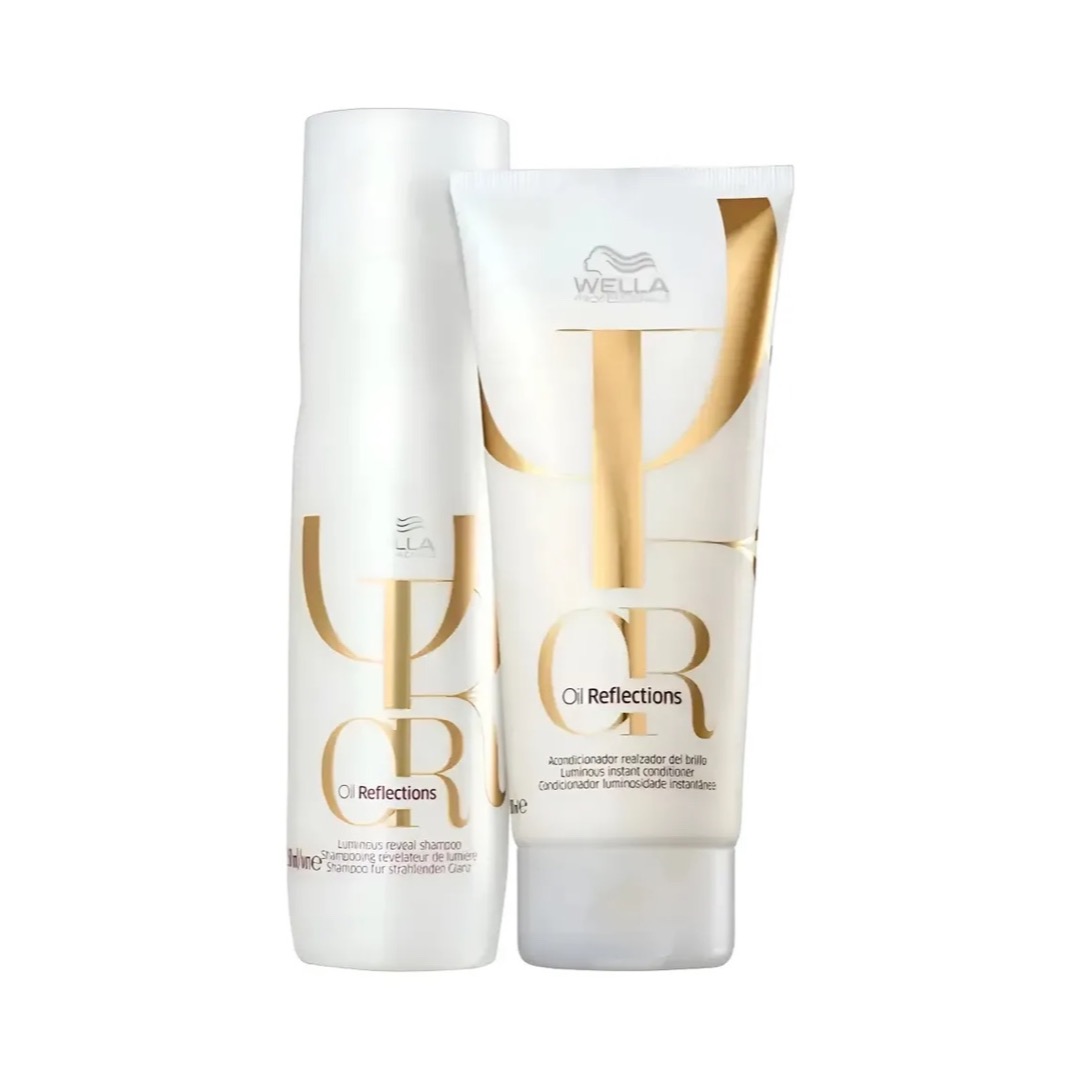 LLA
Oil Reflections
Luminous reveal shampoo
Shampooing révélateur de lumière
Shampoo für strahlenden Glanz
WELLA
PROFESSIONALS
Oil Reflections
Acondicionador realzador del brillo
Luminous instant conditioner
Condicionador luminosidade instantânea